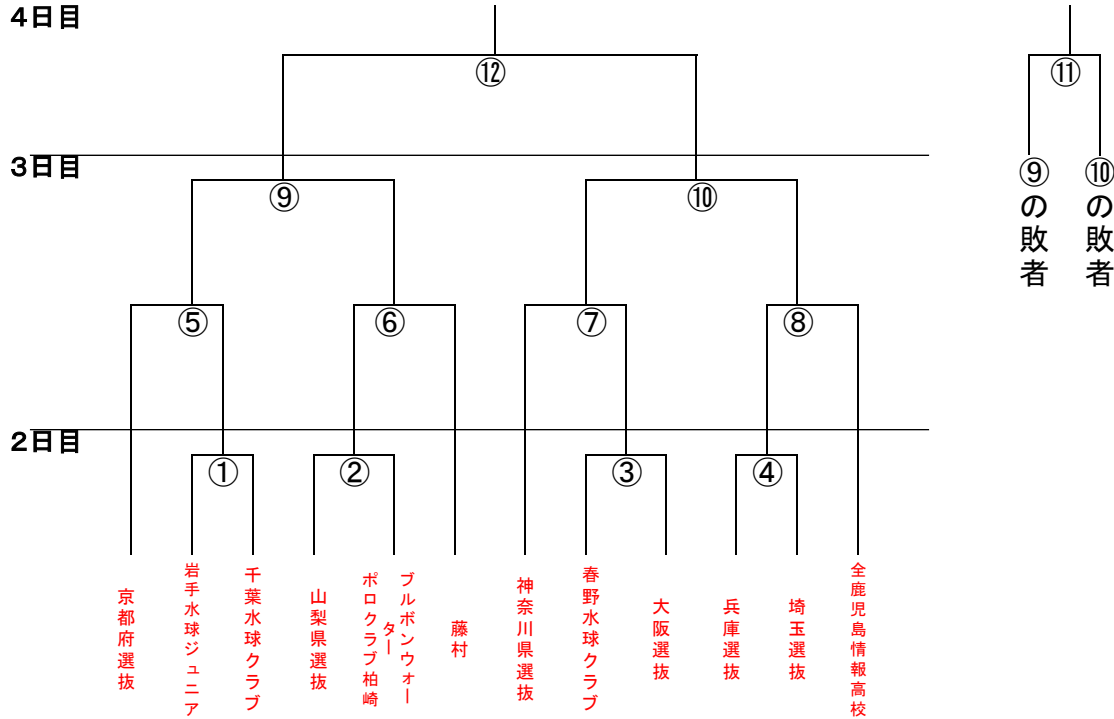 4日目
⑫
⑪
3日目
⑨
⑩
⑨の敗者
⑩の敗者
⑤
⑥
⑦
⑧
2日目
①
②
③
④
京都府選抜
岩手水球ジュニア
千葉水球クラブ
山梨県選抜
ブルボンウォーター
ポロクラブ柏崎
藤村
神奈川県選抜
春野水球クラブ
大阪選抜
兵庫選抜
埼玉選抜
全鹿児島情報高校